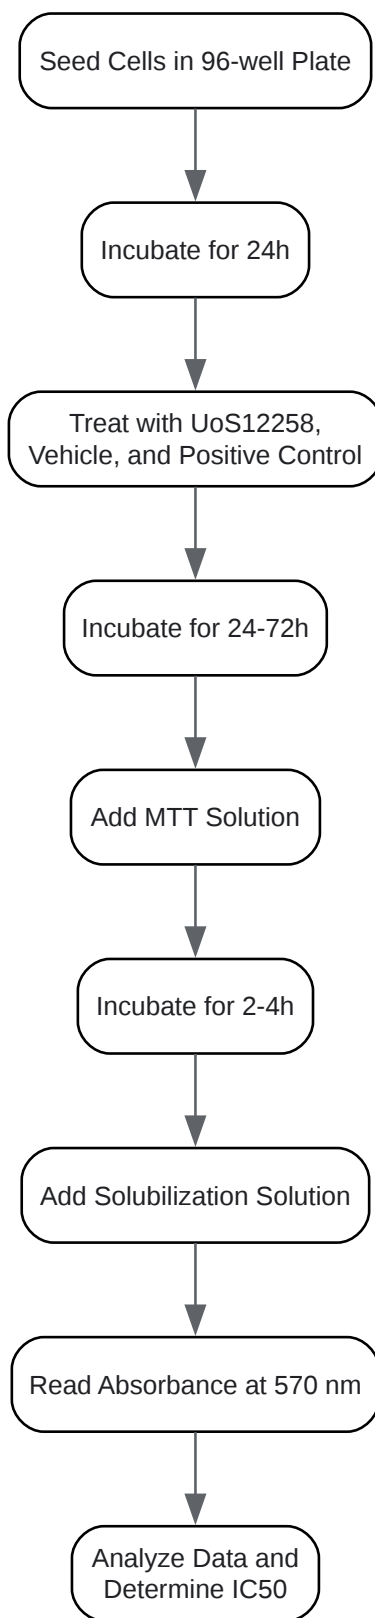 Seed Cells in 96-well Plate
Incubate for 24h
Treat with UoS12258,
Vehicle, and Positive Control
Incubate for 24-72h
Add MTT Solution
Incubate for 2-4h
Add Solubilization Solution
Read Absorbance at 570 nm
Analyze Data and
Determine IC50